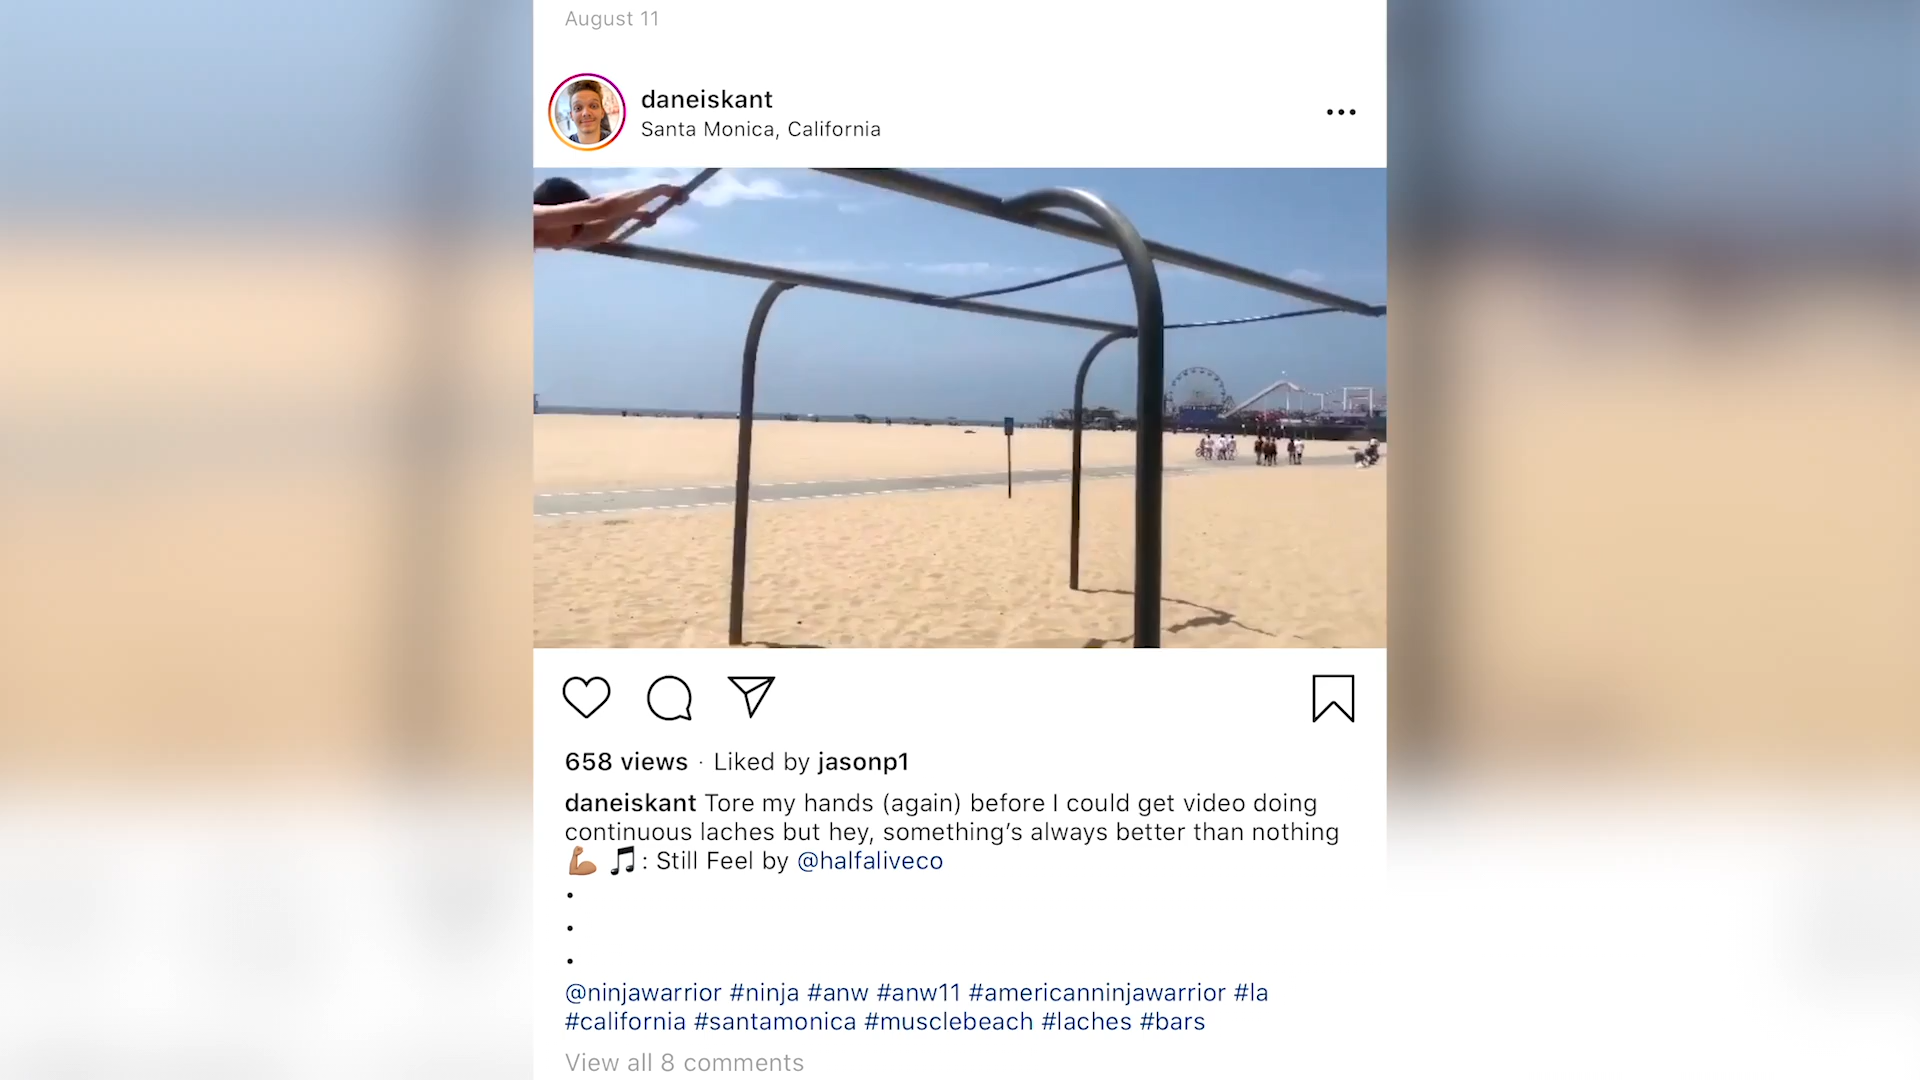 August 11
daneiskant
Santa Monica, California
658 views · Liked by jasonp1
daneiskant Tore my hands (again) before I could get video doing
continuous laches but hey, something’s always better than nothing
💪🏽 🎵: Still Feel by @halfaliveco
•
•
•
@ninjawarrior #ninja #anw #anw11 #americanninjawarrior #la
#california #santamonica #musclebeach #laches #bars
View all 8 comments